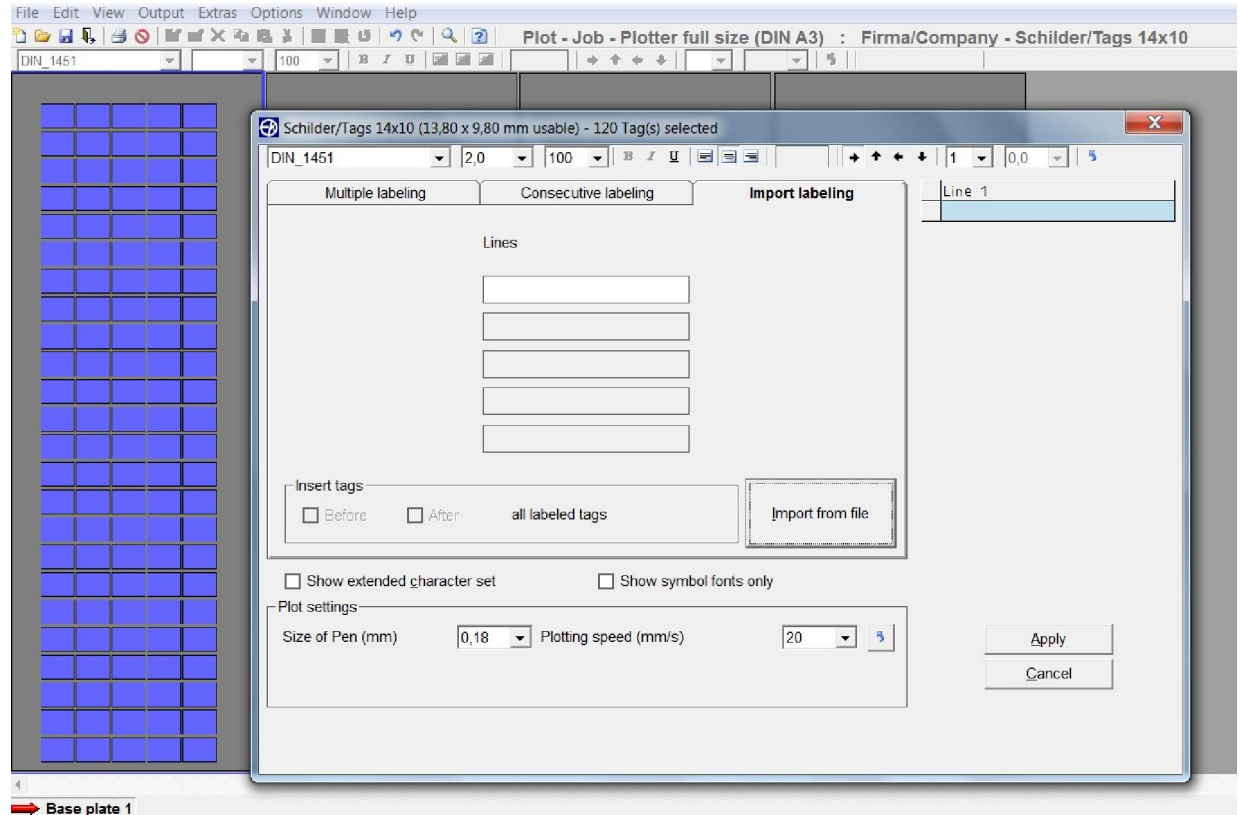 File Edit View Output Extras Options Window Help
Plot - Job - Plotter full size (DIN A3) : Firma/Company - Schilder/Tags 14x10
DIN_1451 100 B I U
Schilder/Tags 14x10 (13,80 x 9,80 mm usable) - 120 Tag(s) selected X
DIN_1451 2,0 100 B I U 1 0,0
Multiple labeling Consecutive labeling Import labeling Line 1
Lines
Insert tags
Before After all labeled tags Import from file
Show extended character set Show symbol fonts only
Plot settings
Size of Pen (mm) 0,18 Plotting speed (mm/s) 20 Apply
Cancel
Base plate 1